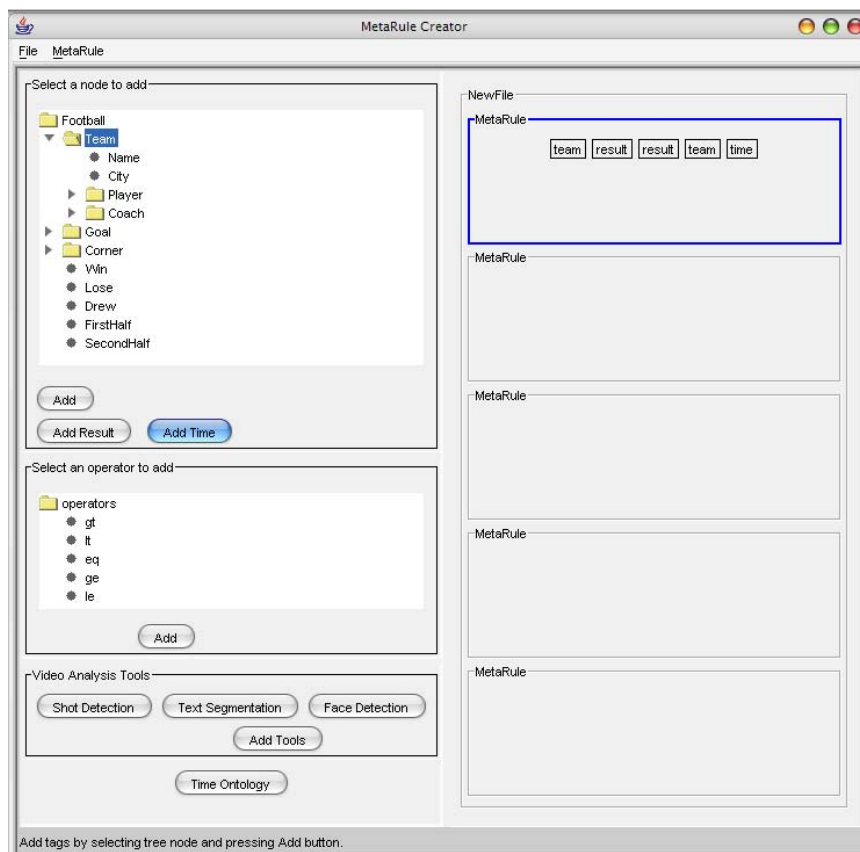 MetaRule Creator
File MetaRule
Select a node to add
Football
Team
Name
City
Player
Coach
Goal
Corner
Win
Lose
Drew
FirstHalf
SecondHalf
Add
Add Result Add Time
Select an operator to add
operators
gt
lt
eq
ge
le
Add
Video Analysis Tools
Shot Detection Text Segmentation Face Detection
Add Tools
Time Ontology
NewFile
MetaRule
team result result team time
MetaRule
MetaRule
MetaRule
MetaRule
Add tags by selecting tree node and pressing Add button.